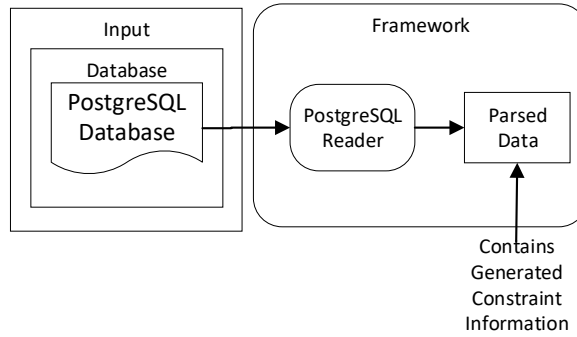 Input
Database
PostgreSQL
Database
Framework
PostgreSQL
Reader
Parsed
Data
Contains
Generated
Constraint
Information